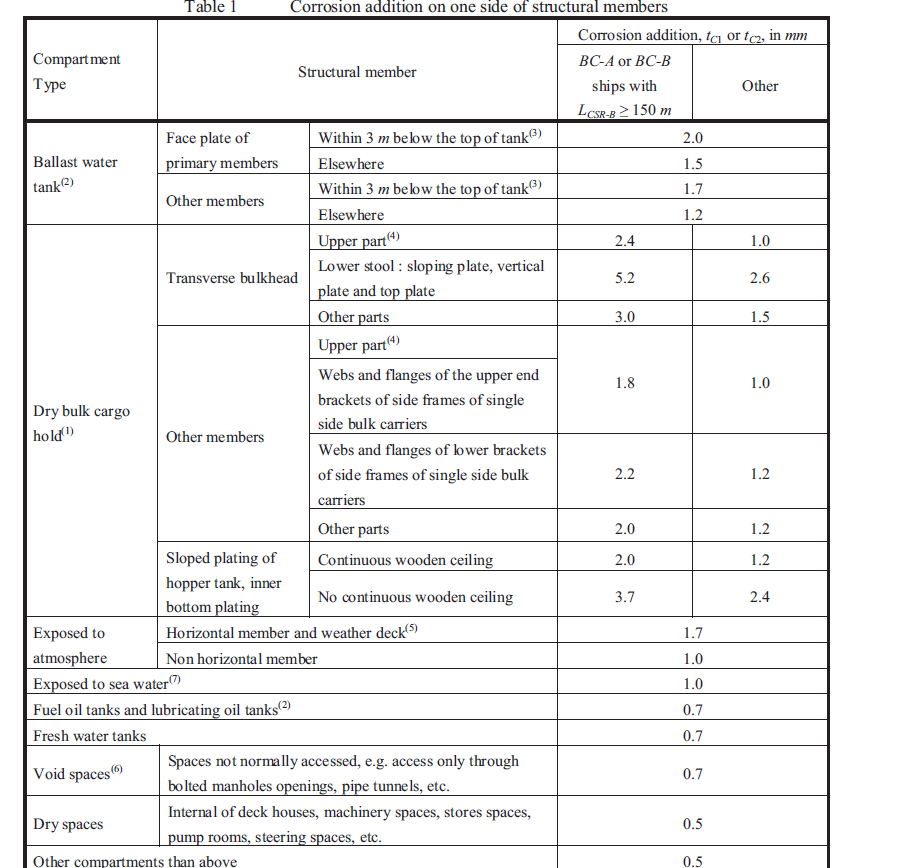 Table 1 Corrosion addition on one side of structural members
Compartment
Type
Structural member
Corrosion addition, tC1 or tC2, in mm
BC-A or BC-B
ships with
LCSR-B ≥ 150 m
Other
Ballast water
tank(2)
Face plate of
primary members
Within 3 m below the top of tank(3)
2.0
Elsewhere
1.5
Other members
Within 3 m below the top of tank(3)
1.7
Elsewhere
1.2
Dry bulk cargo
hold(1)
Transverse bulkhead
Upper part(4)
2.4
1.0
Lower stool : sloping plate, vertical
plate and top plate
5.2
2.6
Other parts
3.0
1.5
Other members
Upper part(4)
Webs and flanges of the upper end
brackets of side frames of single
side bulk carriers
1.8
1.0
Webs and flanges of lower brackets
of side frames of single side bulk
carriers
2.2
1.2
Other parts
2.0
1.2
Sloped plating of
hopper tank, inner
bottom plating
Continuous wooden ceiling
2.0
1.2
No continuous wooden ceiling
3.7
2.4
Exposed to
atmosphere
Horizontal member and weather deck(5)
1.7
Non horizontal member
1.0
Exposed to sea water(7)
1.0
Fuel oil tanks and lubricating oil tanks(2)
0.7
Fresh water tanks
0.7
Void spaces(6)
Spaces not normally accessed, e.g. access only through
bolted manholes openings, pipe tunnels, etc.
0.7
Dry spaces
Internal of deck houses, machinery spaces, stores spaces,
pump rooms, steering spaces, etc.
0.5
Other compartments than above
0.5